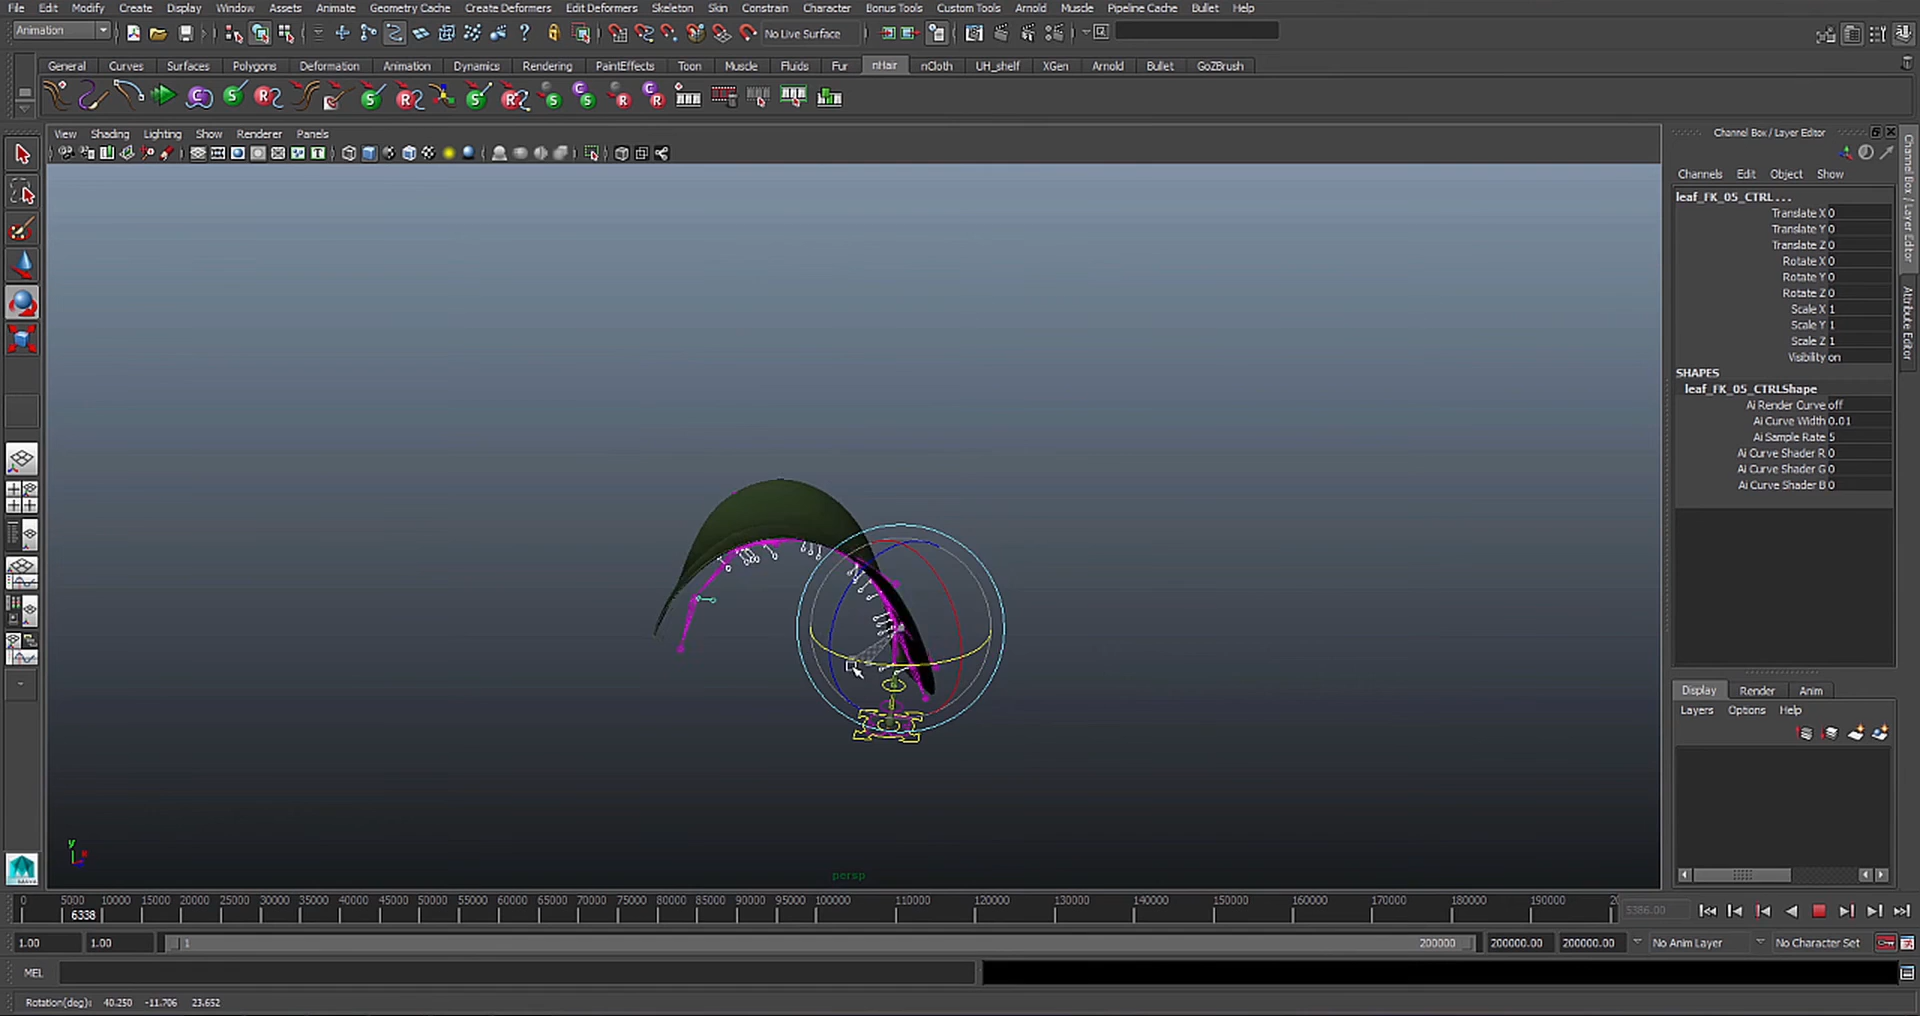 File Edit Modify Create Display Window Assets Animate Geometry Cache Create Deformers Edit Deformers Skeleton Skin Constrain Character Bonus Tools Custom Tools Arnold Muscle Pipeline Cache Bullet Help
Animation
No Live Surface
General Curves Surfaces Polygons Deformation Animation Dynamics Rendering PaintEffects Toon Muscle Fluids Fur nHair nCloth UH_shelf XGen Arnold Bullet GoZBrush
View Shading Lighting Show Renderer Panels
Channel Box / Layer Editor
Channels Edit Object Show
leaf_FK_05_CTRL...
Translate X 0
Translate Y 0
Translate Z 0
Rotate X 0
Rotate Y 0
Rotate Z 0
Scale X 1
Scale Y 1
Scale Z 1
Visibility on
SHAPES
leaf_FK_05_CTRLShape
Ai Render Curve off
Ai Curve Width 0.01
Ai Sample Rate 5
Ai Curve Shader R 0
Ai Curve Shader G 0
Ai Curve Shader B 0
Channel Box / Layer Editor
Attribute Editor
Display Render Anim
Layers Options Help
y
persp
0 5000 10000 15000 20000 25000 30000 35000 40000 45000 50000 55000 60000 65000 70000 75000 80000 85000 90000 95000 100000 110000 120000 130000 140000 150000 160000 170000 180000 190000
6338
5386.00
1.00 1.00 1 200000 200000.00 200000.00 No Anim Layer No Character Set
MEL
Rotation(deg): 40.250 -11.706 23.652